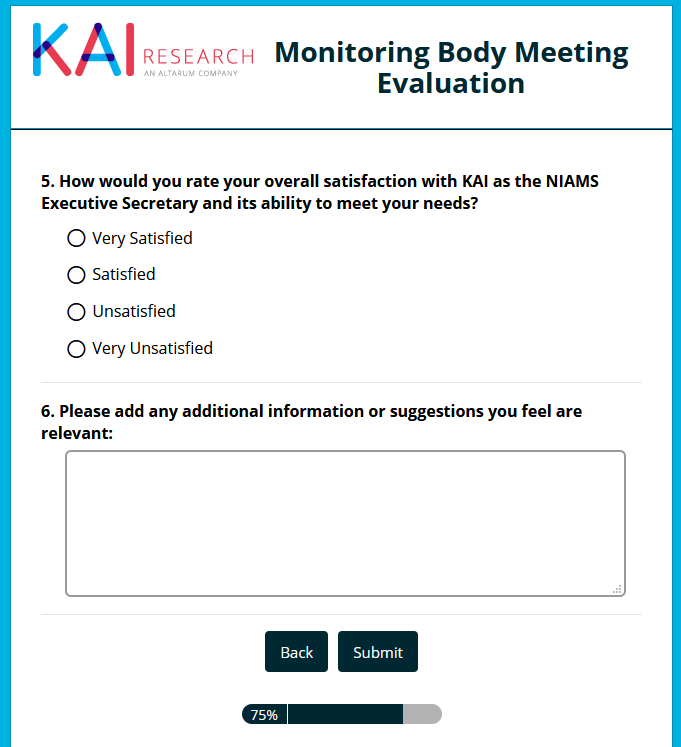 KAI RESEARCH
AN ALTARUM COMPANY
Monitoring Body Meeting
Evaluation
5. How would you rate your overall satisfaction with KAI as the NIAMS
Executive Secretary and its ability to meet your needs?
Very Satisfied
Satisfied
Unsatisfied
Very Unsatisfied
6. Please add any additional information or suggestions you feel are
relevant:
Back
Submit
75%